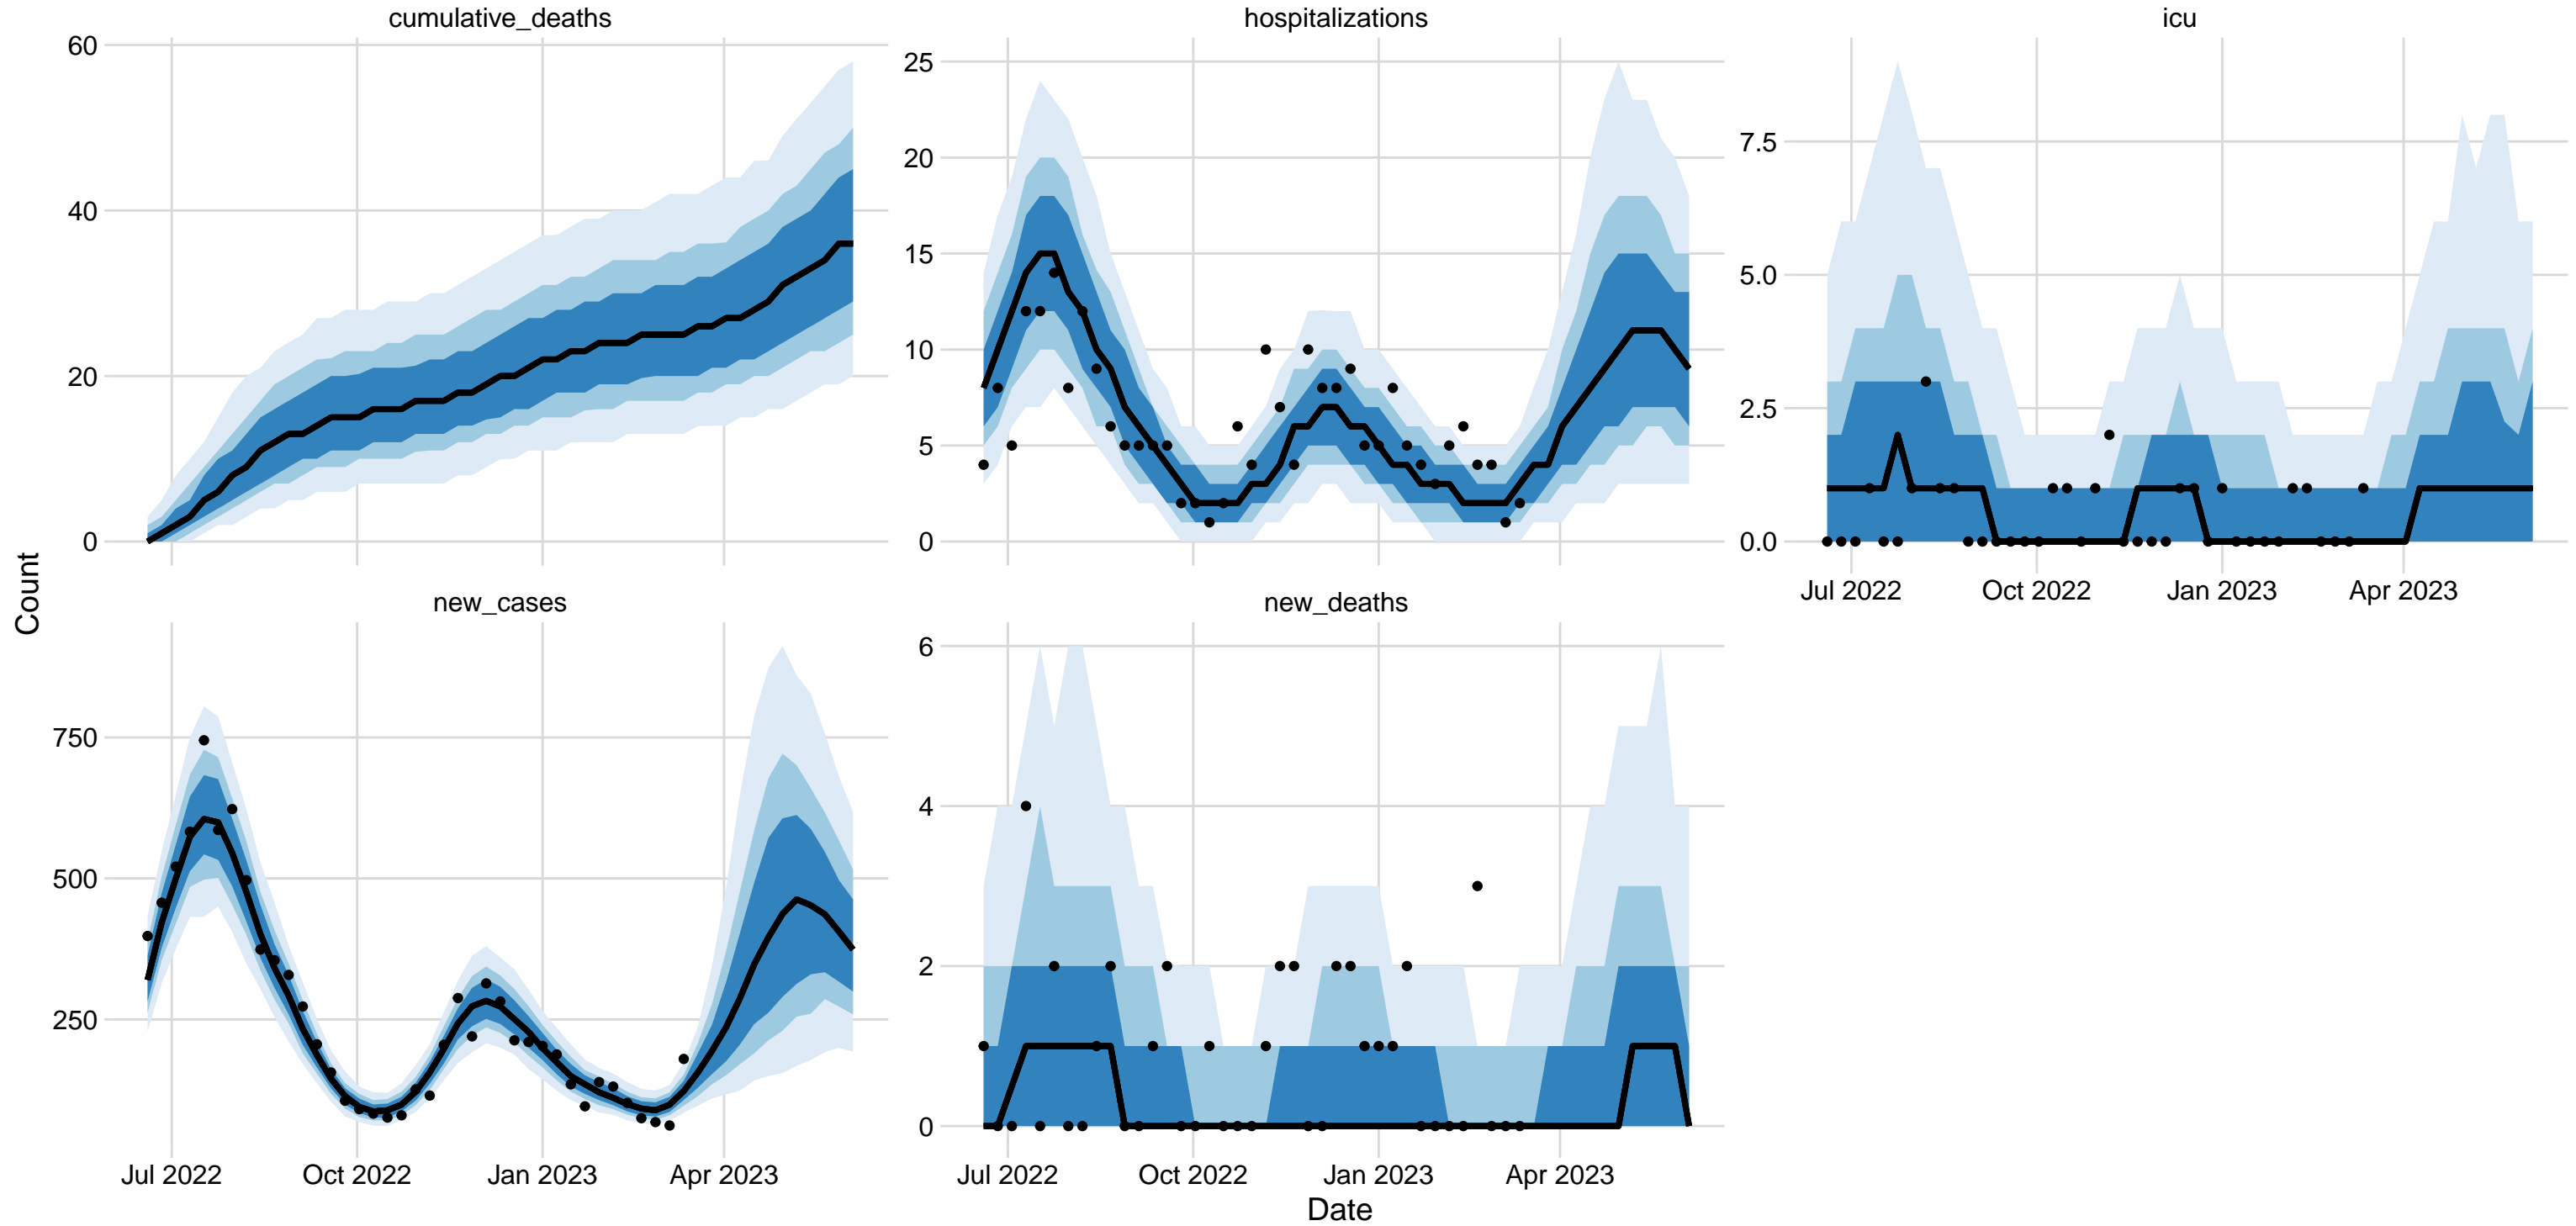 cumulative_deaths
hospitalizations
icu
60
40
20
0
25
20
15
10
5
0
7.5
5.0
2.5
0.0
Jul 2022 Oct 2022 Jan 2023 Apr 2023
Count
new_cases
new_deaths
750
500
250
6
4
2
0
Jul 2022 Oct 2022 Jan 2023 Apr 2023
Jul 2022 Oct 2022 Jan 2023 Apr 2023
Date